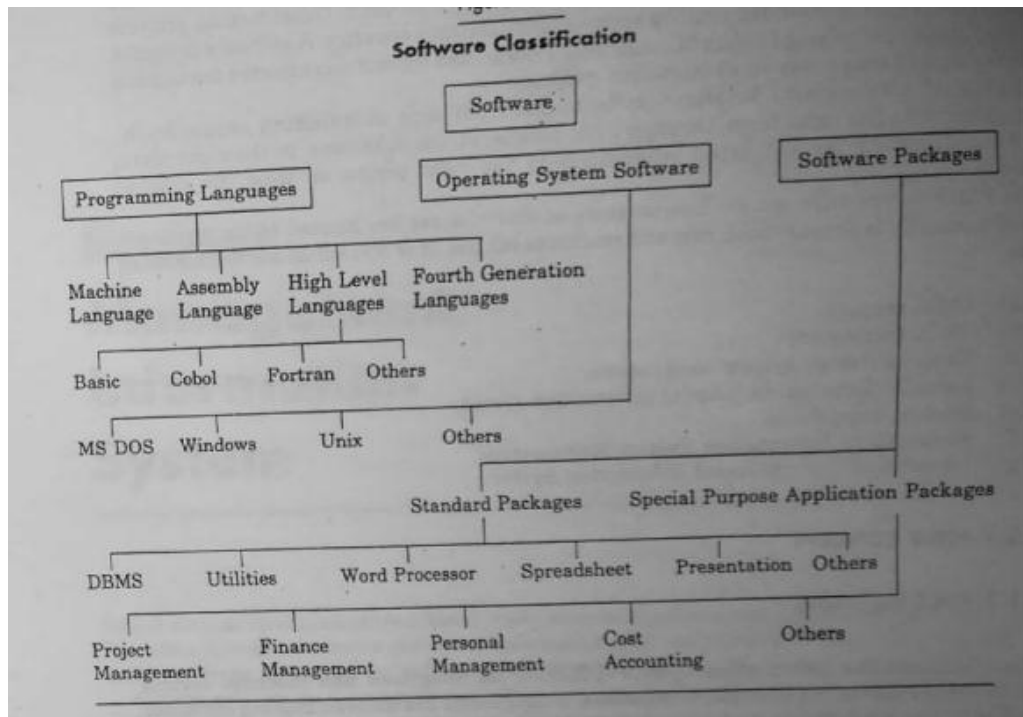 Software Classification
Software
Programming Languages
Operating System Software
Software Packages
Machine
Language
Assembly
Language
High Level
Languages
Fourth Generation
Languages
Basic
Cobol
Fortran
Others
MS DOS
Windows
Unix
Others
Standard Packages
Special Purpose Application Packages
DBMS
Utilities
Word Processor
Spreadsheet
Presentation
Others
Project
Management
Finance
Management
Personal
Management
Cost
Accounting
Others